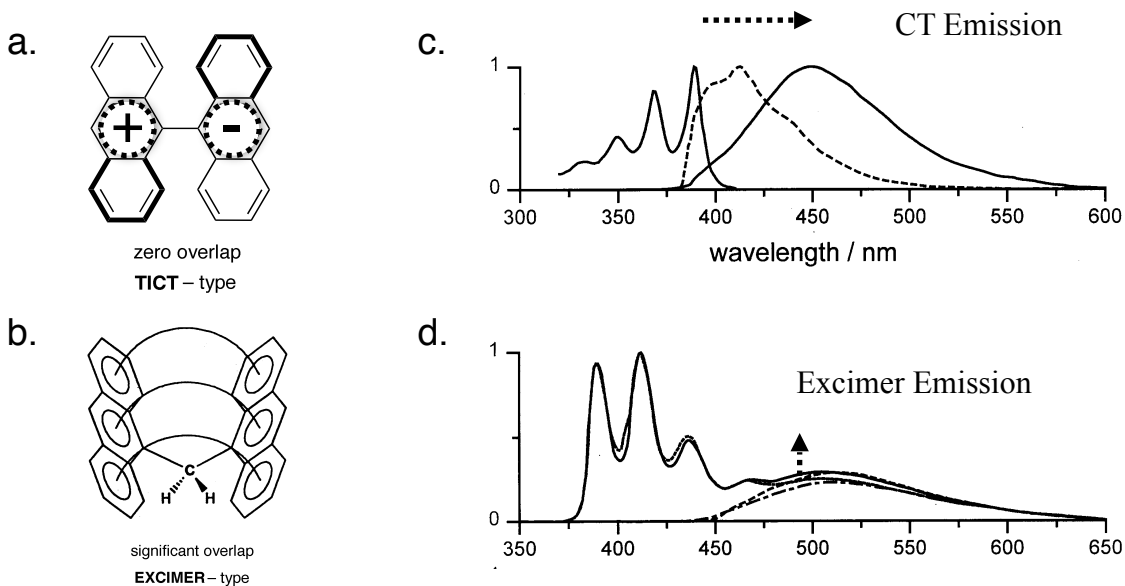 a.
+
-
zero overlap
TICT – type
b.
C
H
H
significant overlap
EXCIMER – type
c.
CT Emission
1
0
300
350
400
450
500
550
600
wavelength / nm
d.
Excimer Emission
1
0
350
400
450
500
550
600
650